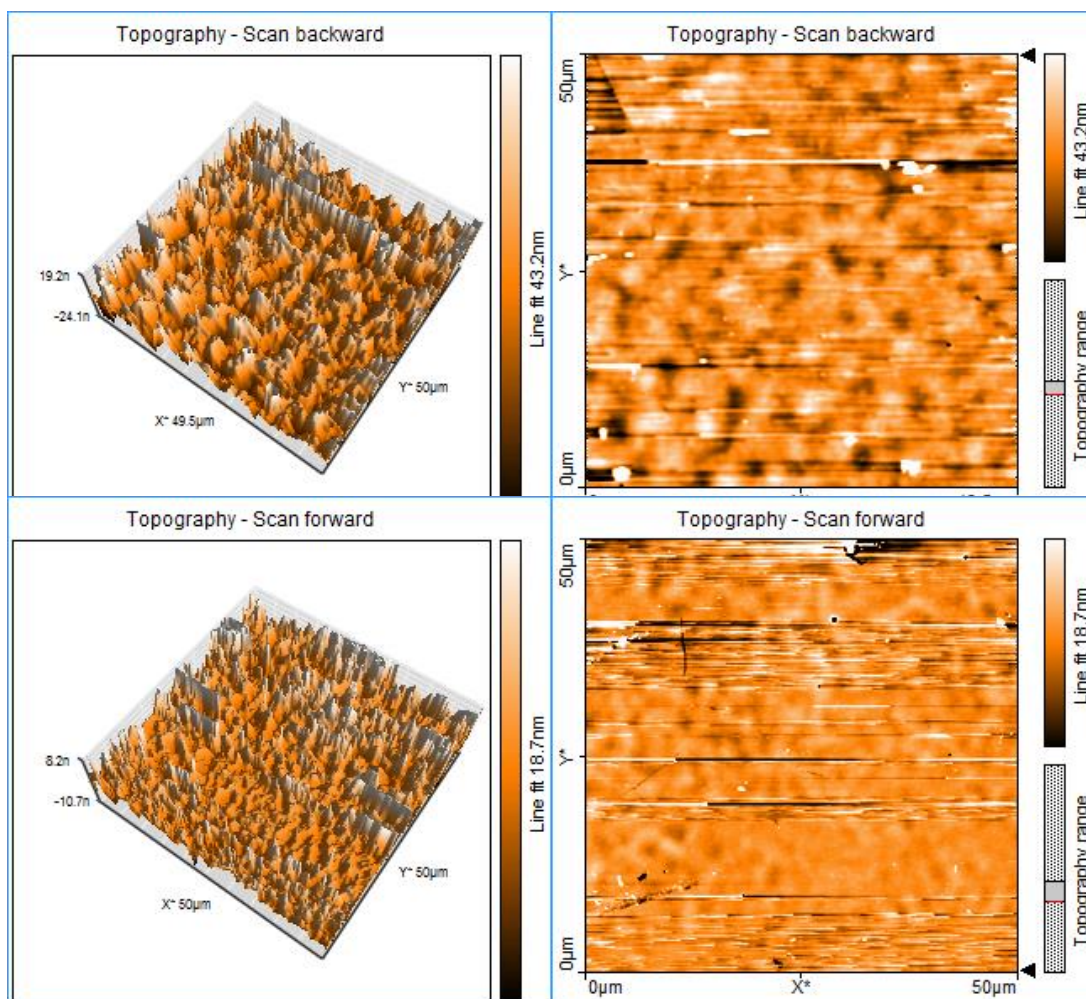 Topography - Scan backward
19.2n
-24.1n
X* 49.5µm
Y* 50µm
Line fit 43.2nm
Topography - Scan backward
50µm
Y*
0µm
Line fit 43.2nm
Topography range
Topography - Scan forward
8.2n
-10.7n
X* 50µm
Y* 50µm
Line fit 18.7nm
Topography - Scan forward
50µm
Y*
0µm
0µm
X*
50µm
Line fit 18.7nm
Topography range